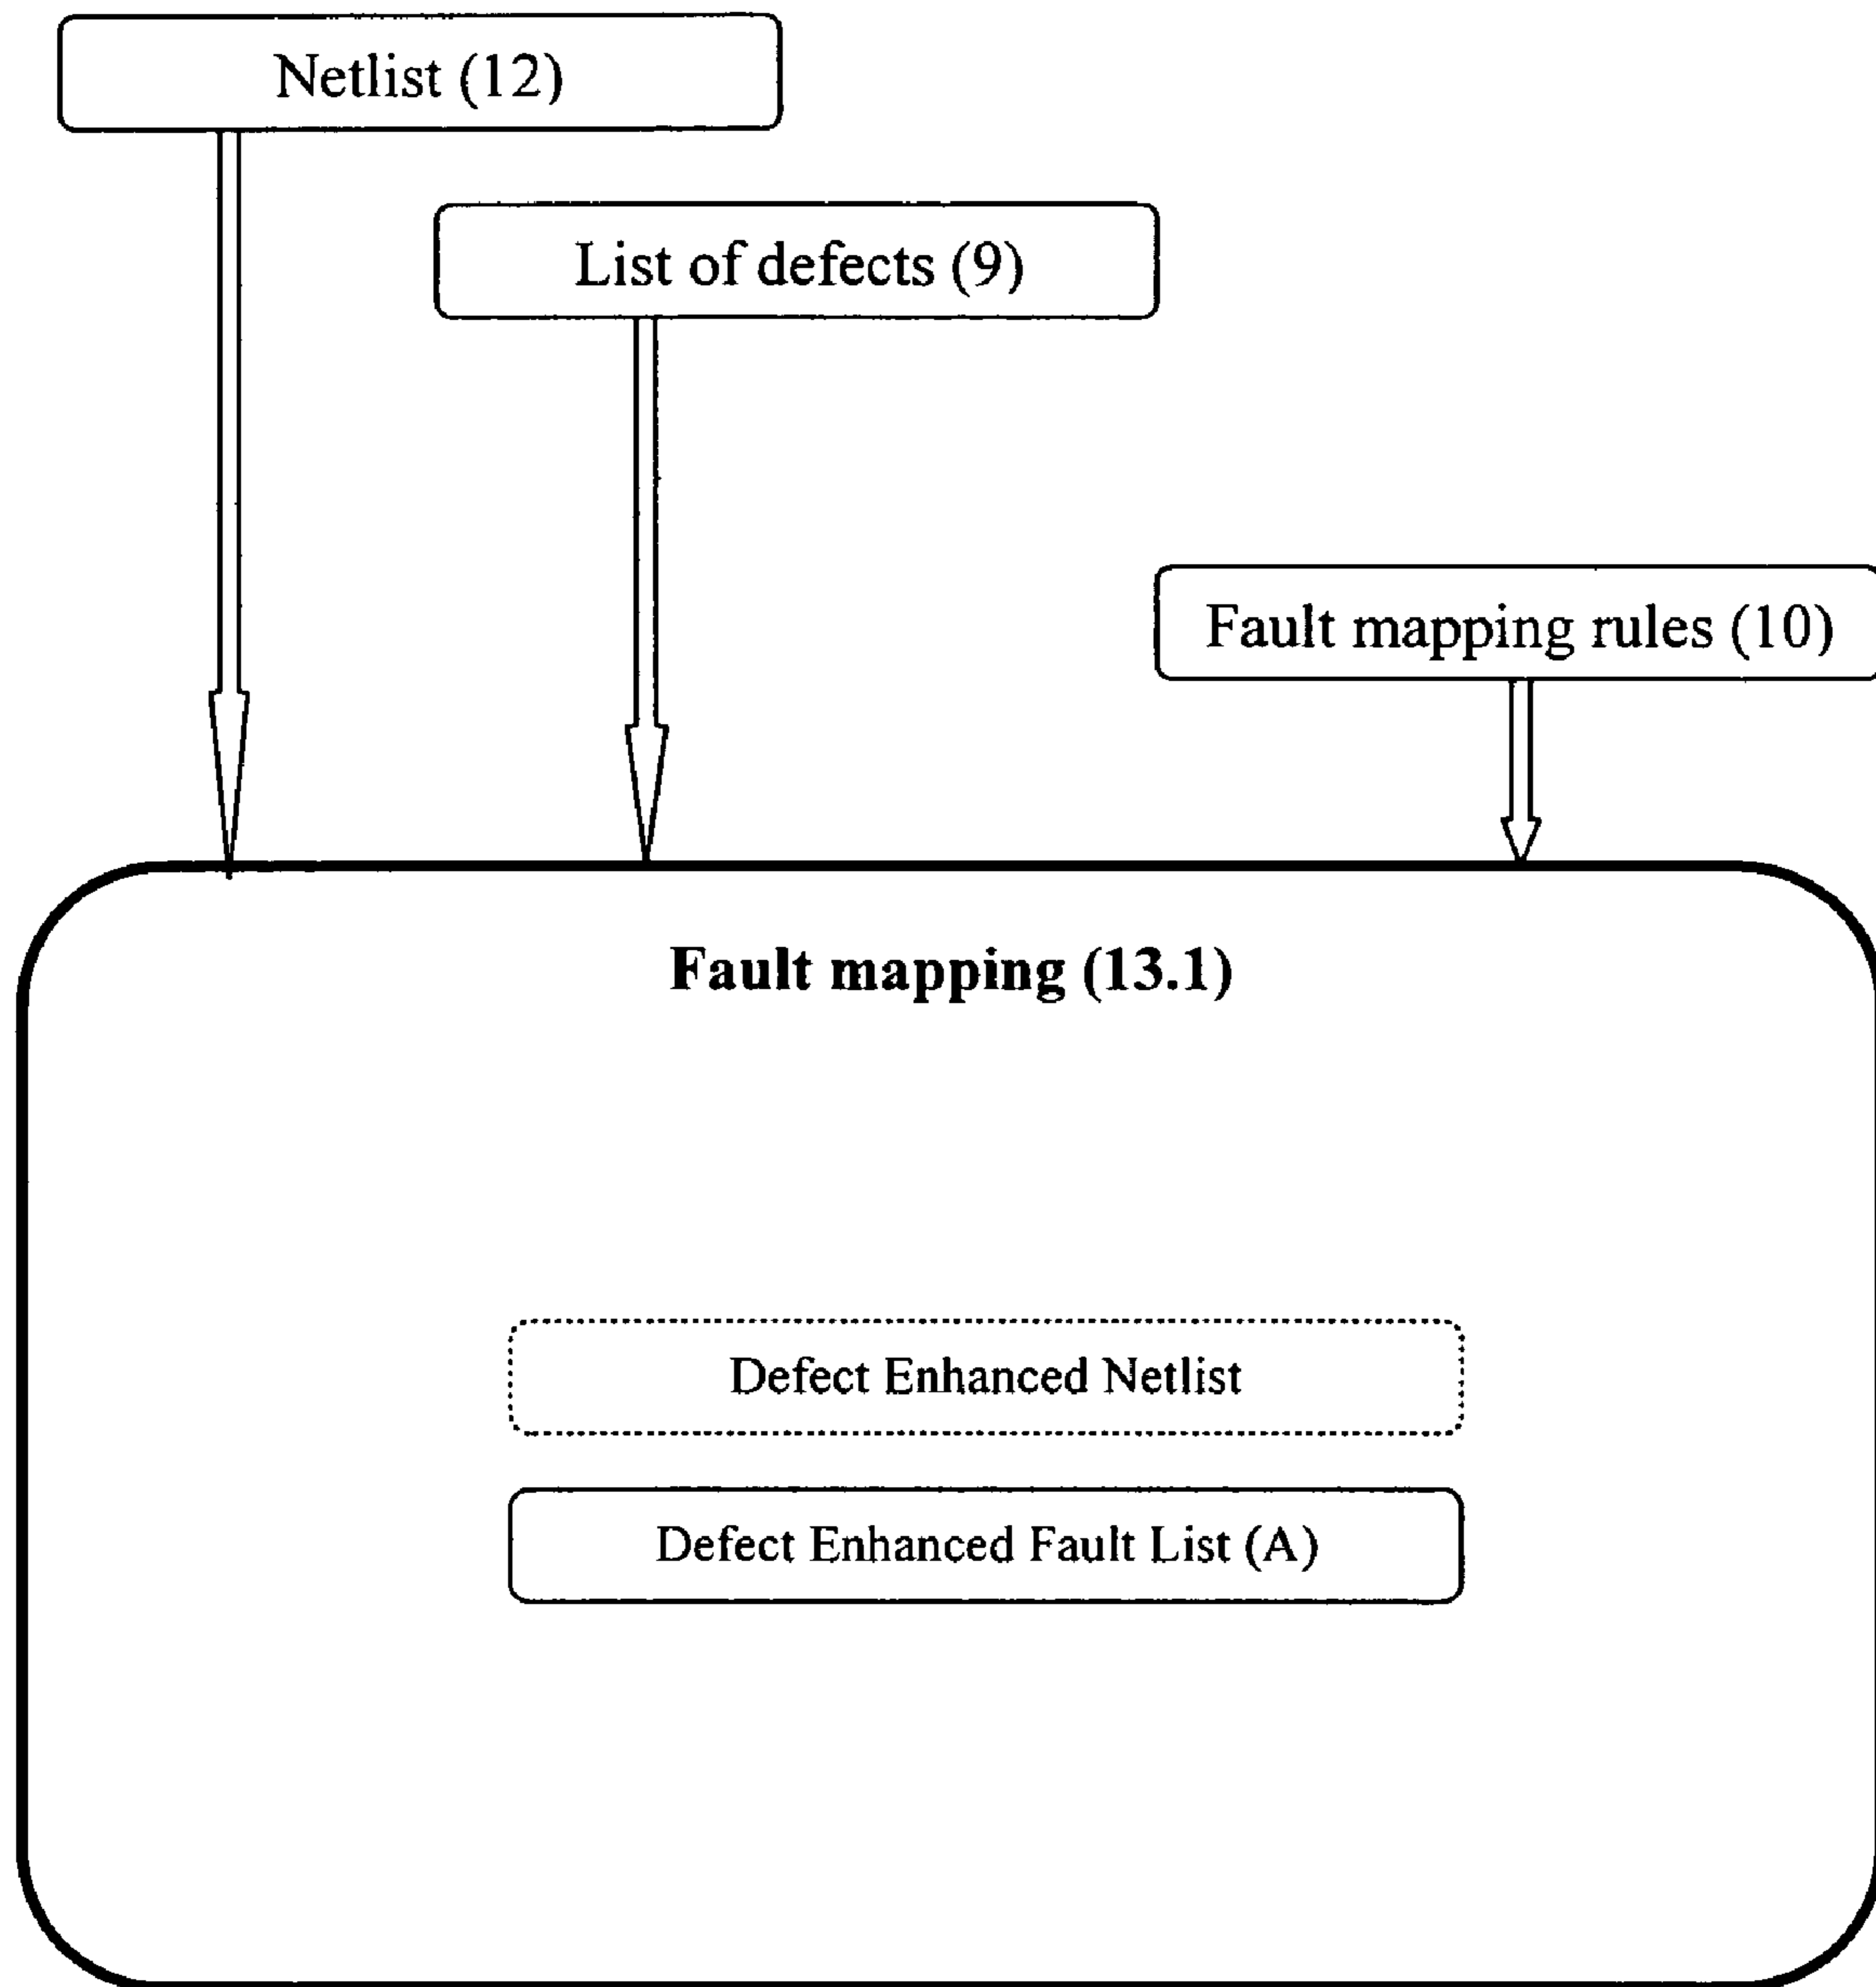 Netlist (12)
List of defects (9)
Fault mapping rules (10)
Fault mapping (13.1)
Defect Enhanced Netlist
Defect Enhanced Fault List (A)